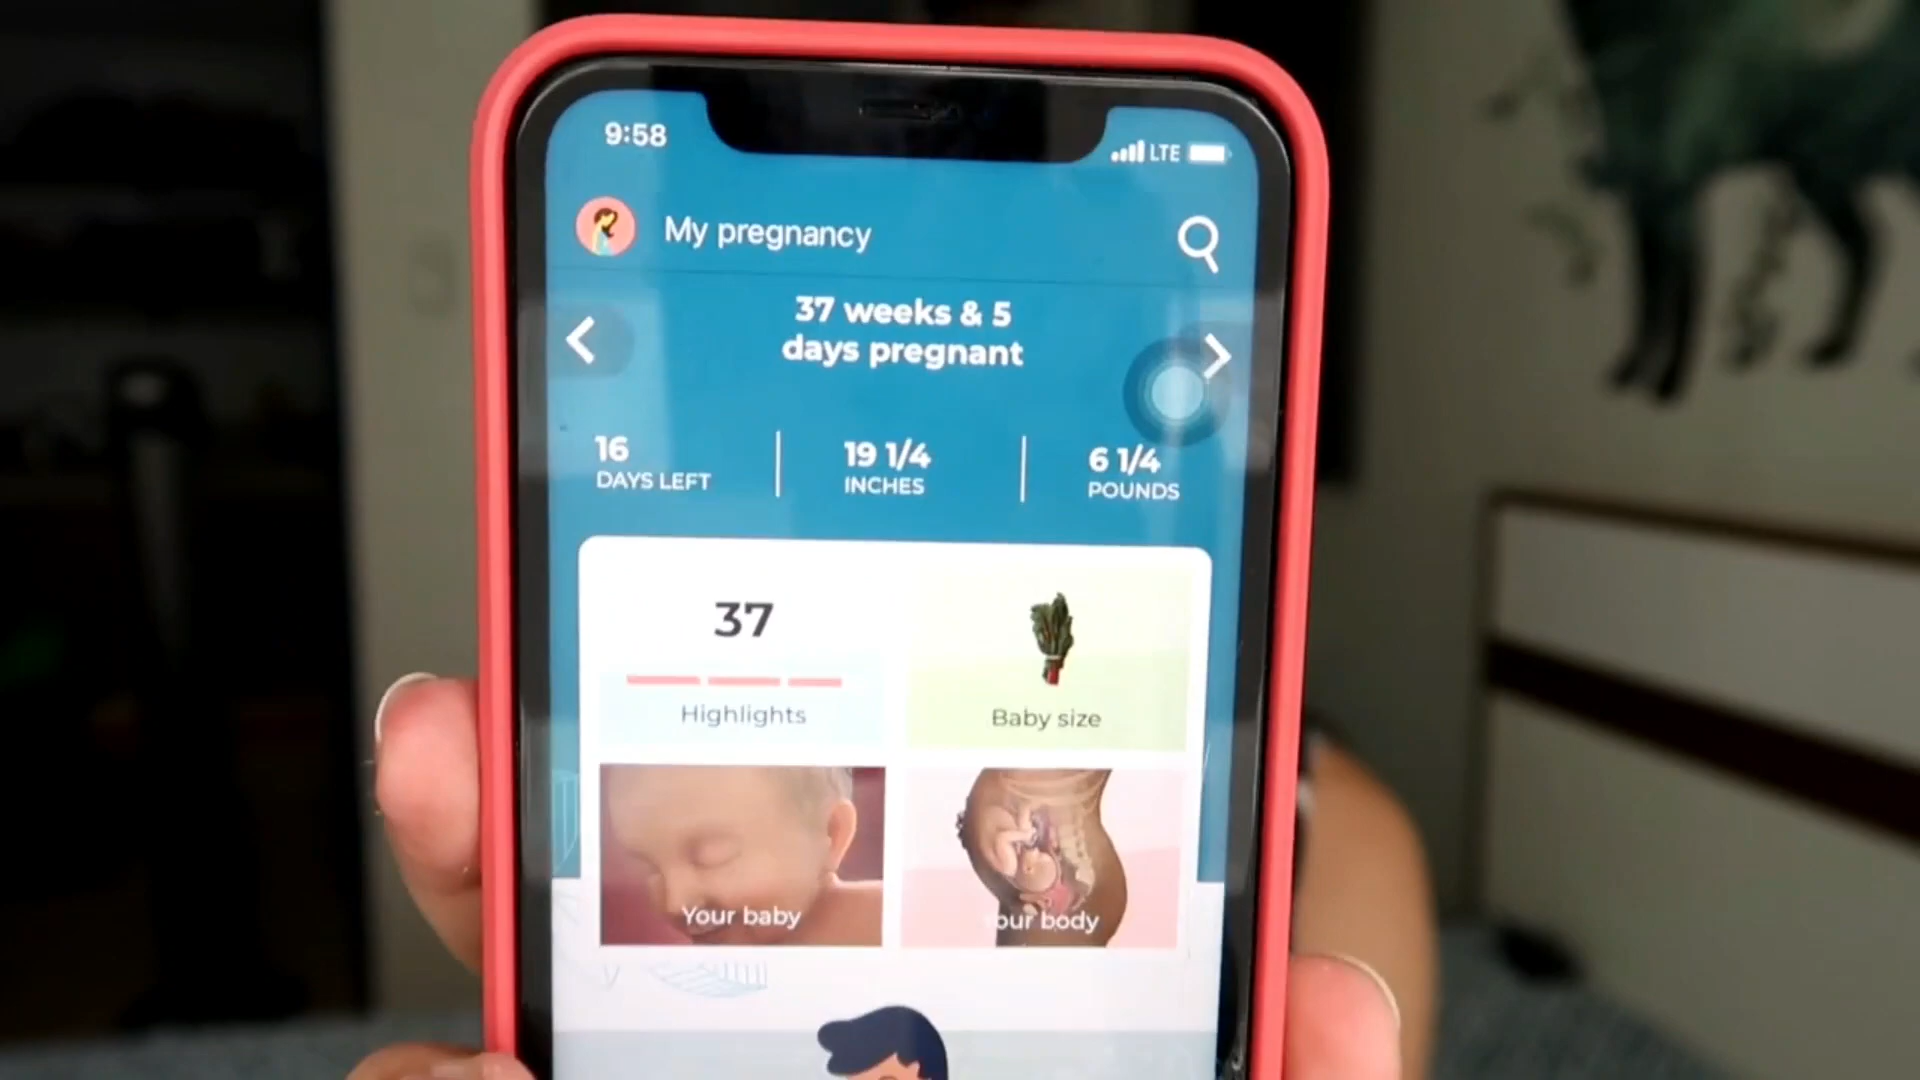 9:58
LTE
My pregnancy
37 weeks & 5
days pregnant
16
DAYS LEFT
19 1/4
INCHES
6 1/4
POUNDS
37
Highlights
Baby size
Your baby
Your body